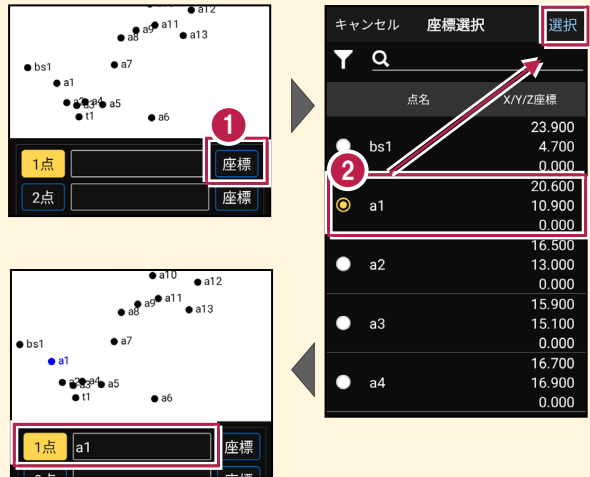 a12
a11
a9
a8
a13
bs1
a7
a1
a4
a3
a5
t1
a6
1
1点
座標
2点
座標
キャンセル
座標選択
選択
点名
X/Y/Z座標
23.900
bs1
4.700
0.000
2
20.600
a1
10.900
0.000
16.500
a2
13.000
0.000
15.900
a3
15.100
0.000
16.700
a4
16.900
0.000
a10
a12
a11
a9
a8
a13
bs1
a7
a1
a4
a3
a5
t1
a6
1点
a1
座標